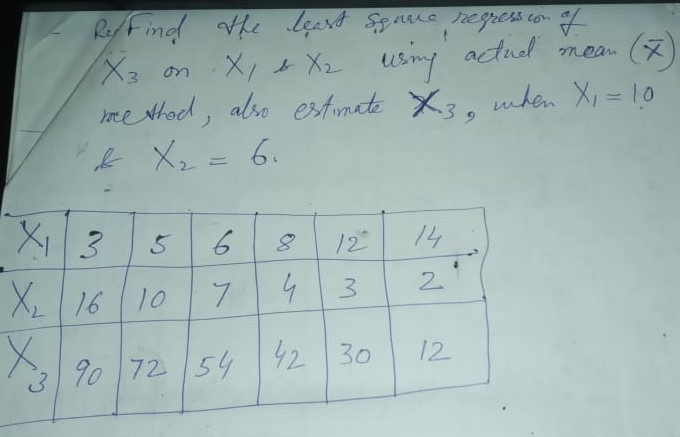 Find the least square regression of
X3 on X1 & X2 using actual mean (x̄)
method, also estimate X3, when X1 = 10
& X2 = 6.
X1 3 5 6 8 12 14
X2 16 10 7 4 3 2
X3 90 72 54 42 30 12